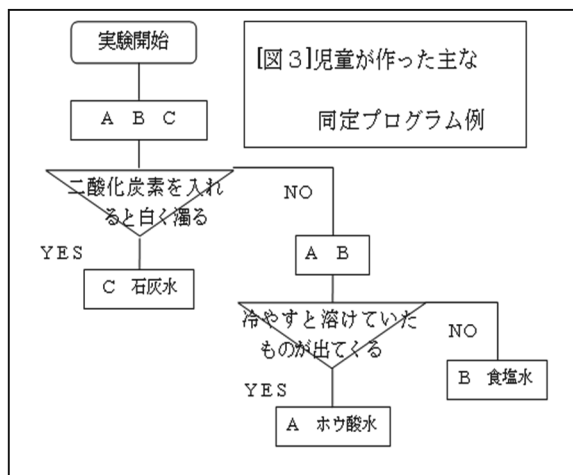 実験開始
[図3]児童が作った主な
同定プログラム例
A B C
二酸化炭素を入れ
ると白く濁る
NO
YES
A B
C 石灰水
冷やすと溶けていた
ものが出てくる
NO
B 食塩水
YES
A ホウ酸水